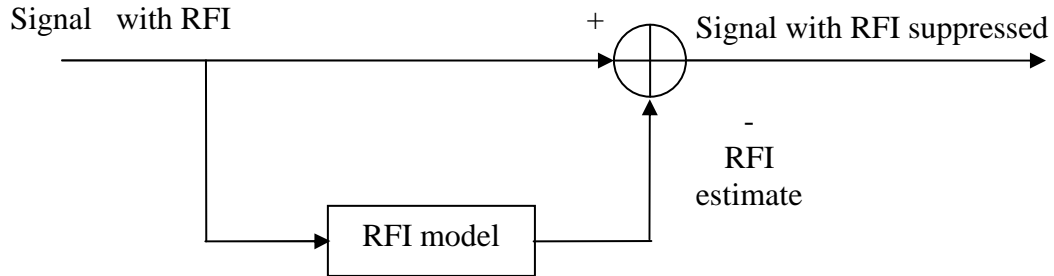 Signal with RFI
+
Signal with RFI suppressed
-
RFI
estimate
RFI model